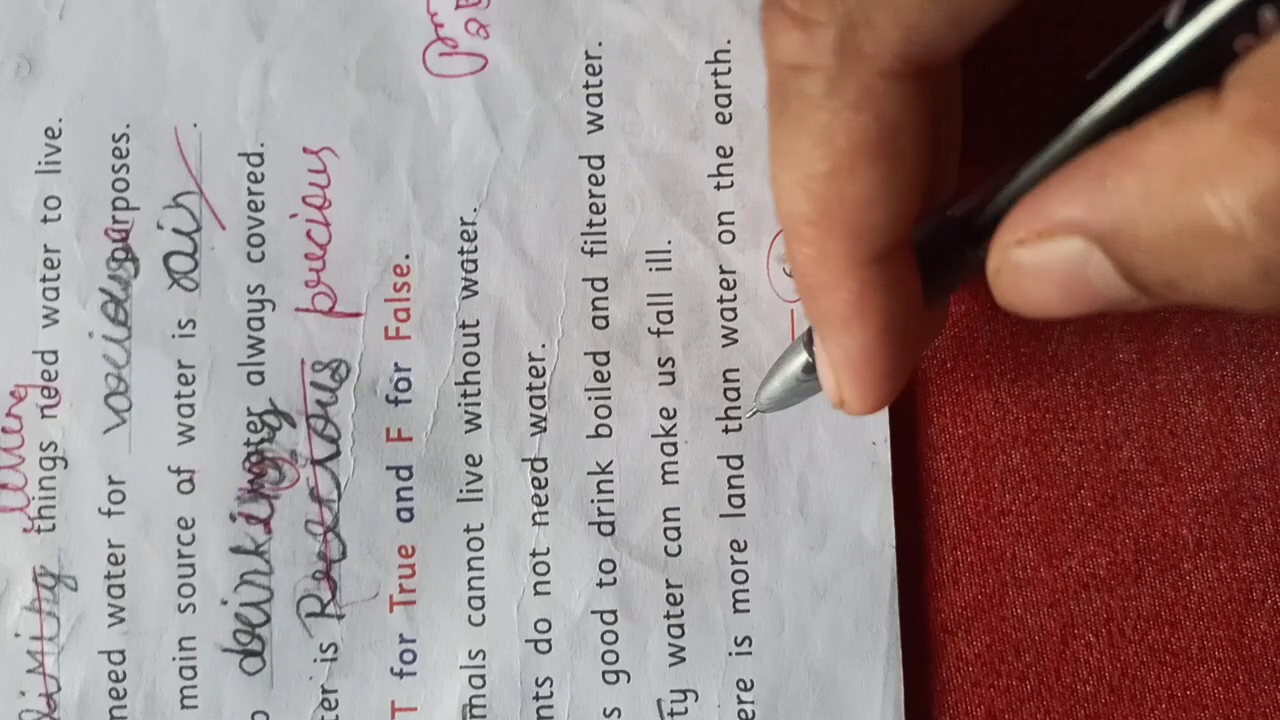 living
things need water to live.
need water for various purposes.
main source of water is rain.
drinking water always covered.
ter is Precious precious
T for True and F for False.
mals cannot live without water.
nts do not need water.
s good to drink boiled and filtered water.
ty water can make us fall ill.
ere is more land than water on the earth.